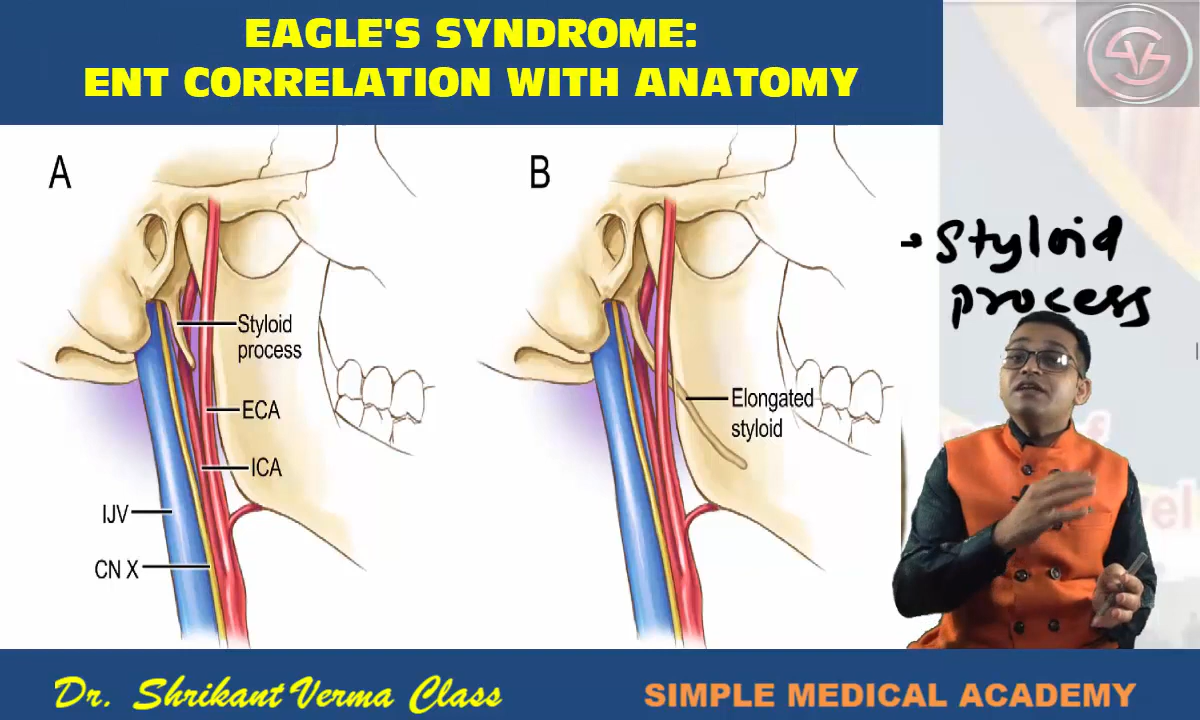 EAGLE'S SYNDROME:
ENT CORRELATION WITH ANATOMY
A
Styloid
process
ECA
ICA
IJV
CN X
B
Elongated
styloid
→ Styloid
process
Dr. Shrikant Verma Class
SIMPLE MEDICAL ACADEMY